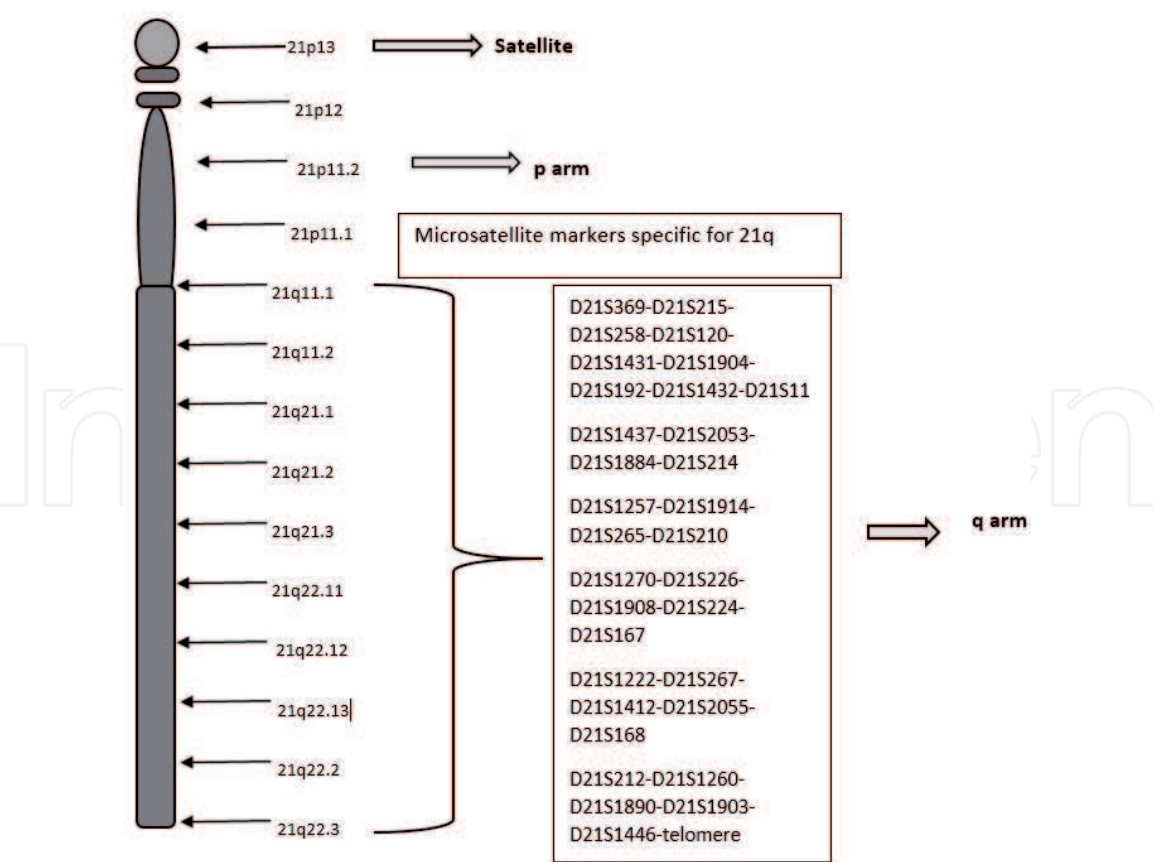 21p13
Satellite
21p12
21p11.2
p arm
21p11.1
Microsatellite markers specific for 21q
21q11.1
21q11.2
21q21.1
21q21.2
21q21.3
21q22.11
21q22.12
21q22.13
21q22.2
21q22.3
D21S369-D21S215-
D21S258-D21S120-
D21S1431-D21S1904-
D21S192-D21S1432-D21S11
D21S1437-D21S2053-
D21S1884-D21S214
D21S1257-D21S1914-
D21S265-D21S210
D21S1270-D21S226-
D21S1908-D21S224-
D21S167
D21S1222-D21S267-
D21S1412-D21S2055-
D21S168
D21S212-D21S1260-
D21S1890-D21S1903-
D21S1446-telomere
q arm